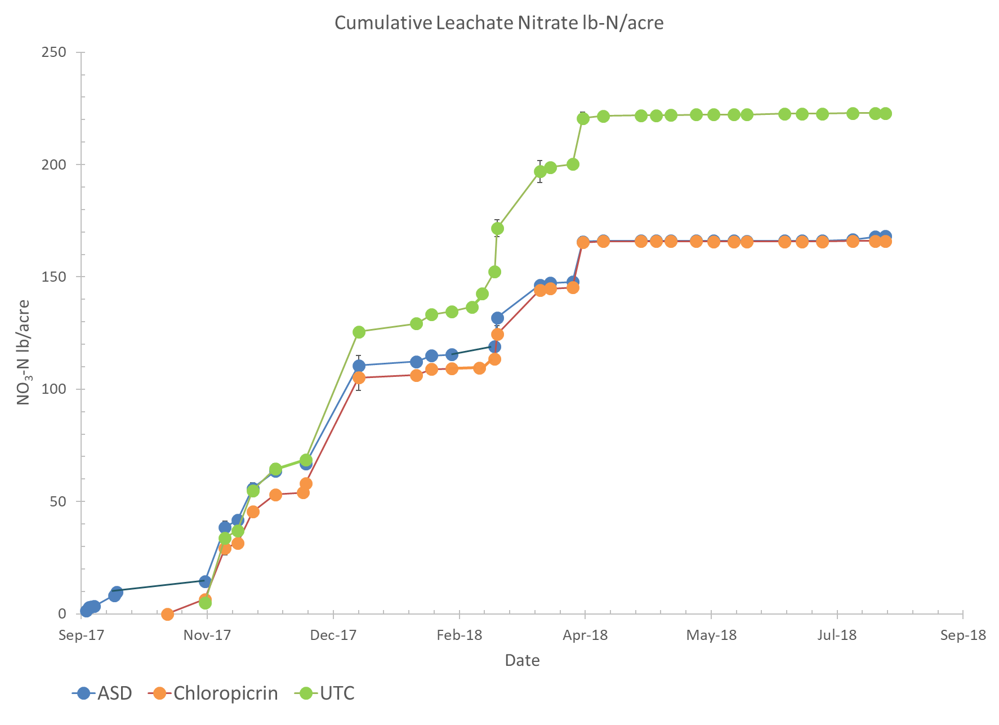 Cumulative Leachate Nitrate lb-N/acre
250
200
150
100
50
0
NO₃-N lb/acre
Sep-17 Nov-17 Dec-17 Feb-18 Apr-18 May-18 Jul-18 Sep-18
Date
ASD Chloropicrin UTC